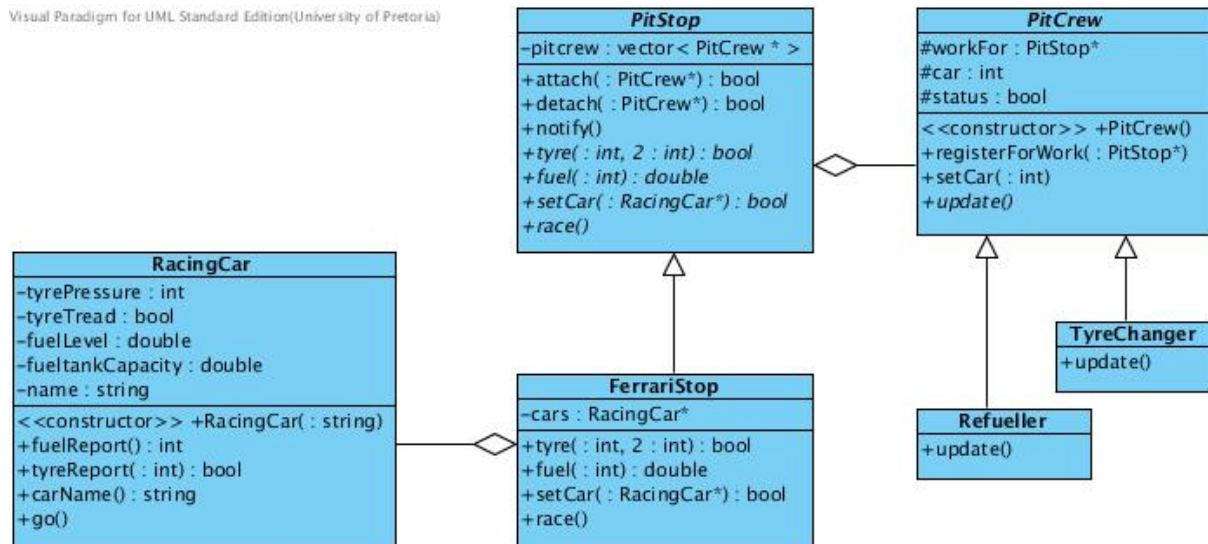 Visual Paradigm for UML Standard Edition(University of Pretoria)
PitStop
-pitcrew : vector< PitCrew * >
+attach( : PitCrew*) : bool
+detach( : PitCrew*) : bool
+notify()
+tyre( : int, 2 : int) : bool
+fuel( : int) : double
+setCar( : RacingCar*) : bool
+race()
PitCrew
#workFor : PitStop*
#car : int
#status : bool
<<constructor>> +PitCrew()
+registerForWork( : PitStop*)
+setCar( : int)
+update()
RacingCar
-tyrePressure : int
-tyreTread : bool
-fuelLevel : double
-fueltankCapacity : double
-name : string
<<constructor>> +RacingCar( : string)
+fuelReport() : int
+tyreReport( : int) : bool
+carName() : string
+go()
FerrariStop
-cars : RacingCar*
+tyre( : int, 2 : int) : bool
+fuel( : int) : double
+setCar( : RacingCar*) : bool
+race()
TyreChanger
+update()
Refueller
+update()